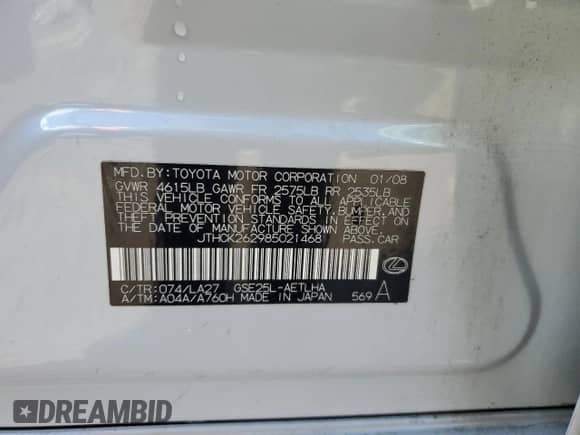 MFD.BY:TOYOTA MOTOR CORPORATION 01/08
GVWR 4615LB GAWR FR 2575LB RR 2535LB
THIS VEHICLE CONFORMS TO ALL APPLICABLE
FEDERAL MOTOR VEHICLE SAFETY, BUMPER, AND
THEFT PREVENTION STANDARDS IN EFFECT ON
THE DATE OF MANUFACTURE SHOWN ABOVE.
JTHCK262985021468 PASS.CAR
C/TR:074/LA27 GSE25L-AETLHA
A/TM:A04A/A760H MADE IN JAPAN 569 A
DREAMBID